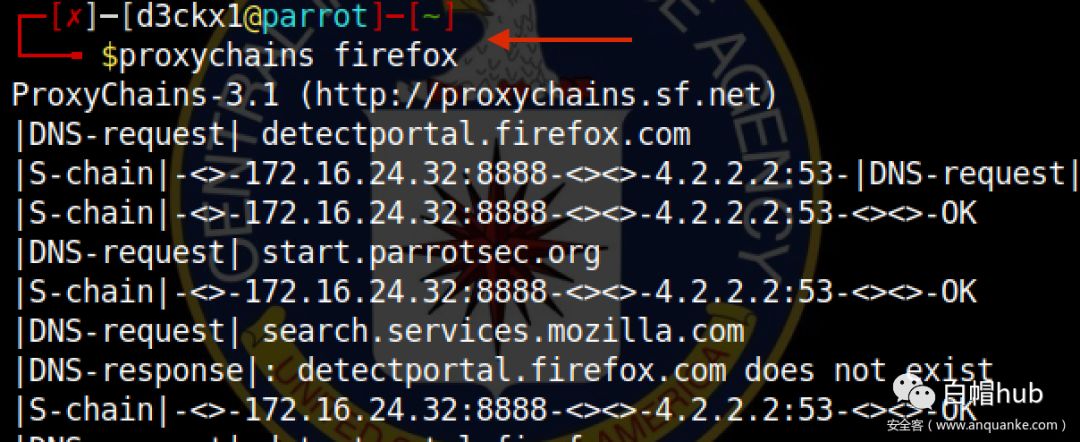 [✗]─[d3ckx1@parrot]─[~]
$proxychains firefox
ProxyChains-3.1 (http://proxychains.sf.net)
|DNS-request| detectportal.firefox.com
|S-chain|-<>-172.16.24.32:8888-<><>-4.2.2.2:53-|DNS-request|
|S-chain|-<>-172.16.24.32:8888-<><>-4.2.2.2:53-<><>-OK
|DNS-request| start.parrotsec.org
|S-chain|-<>-172.16.24.32:8888-<><>-4.2.2.2:53-<><>-OK
|DNS-request| search.services.mozilla.com
|DNS-response|: detectportal.firefox.com does not exist
|S-chain|-<>-172.16.24.32:8888-<><>-4.2.2.2:53-<><>-OK
CENTRAL AGENCY
白帽hub
安全客(www.anquanke.com)